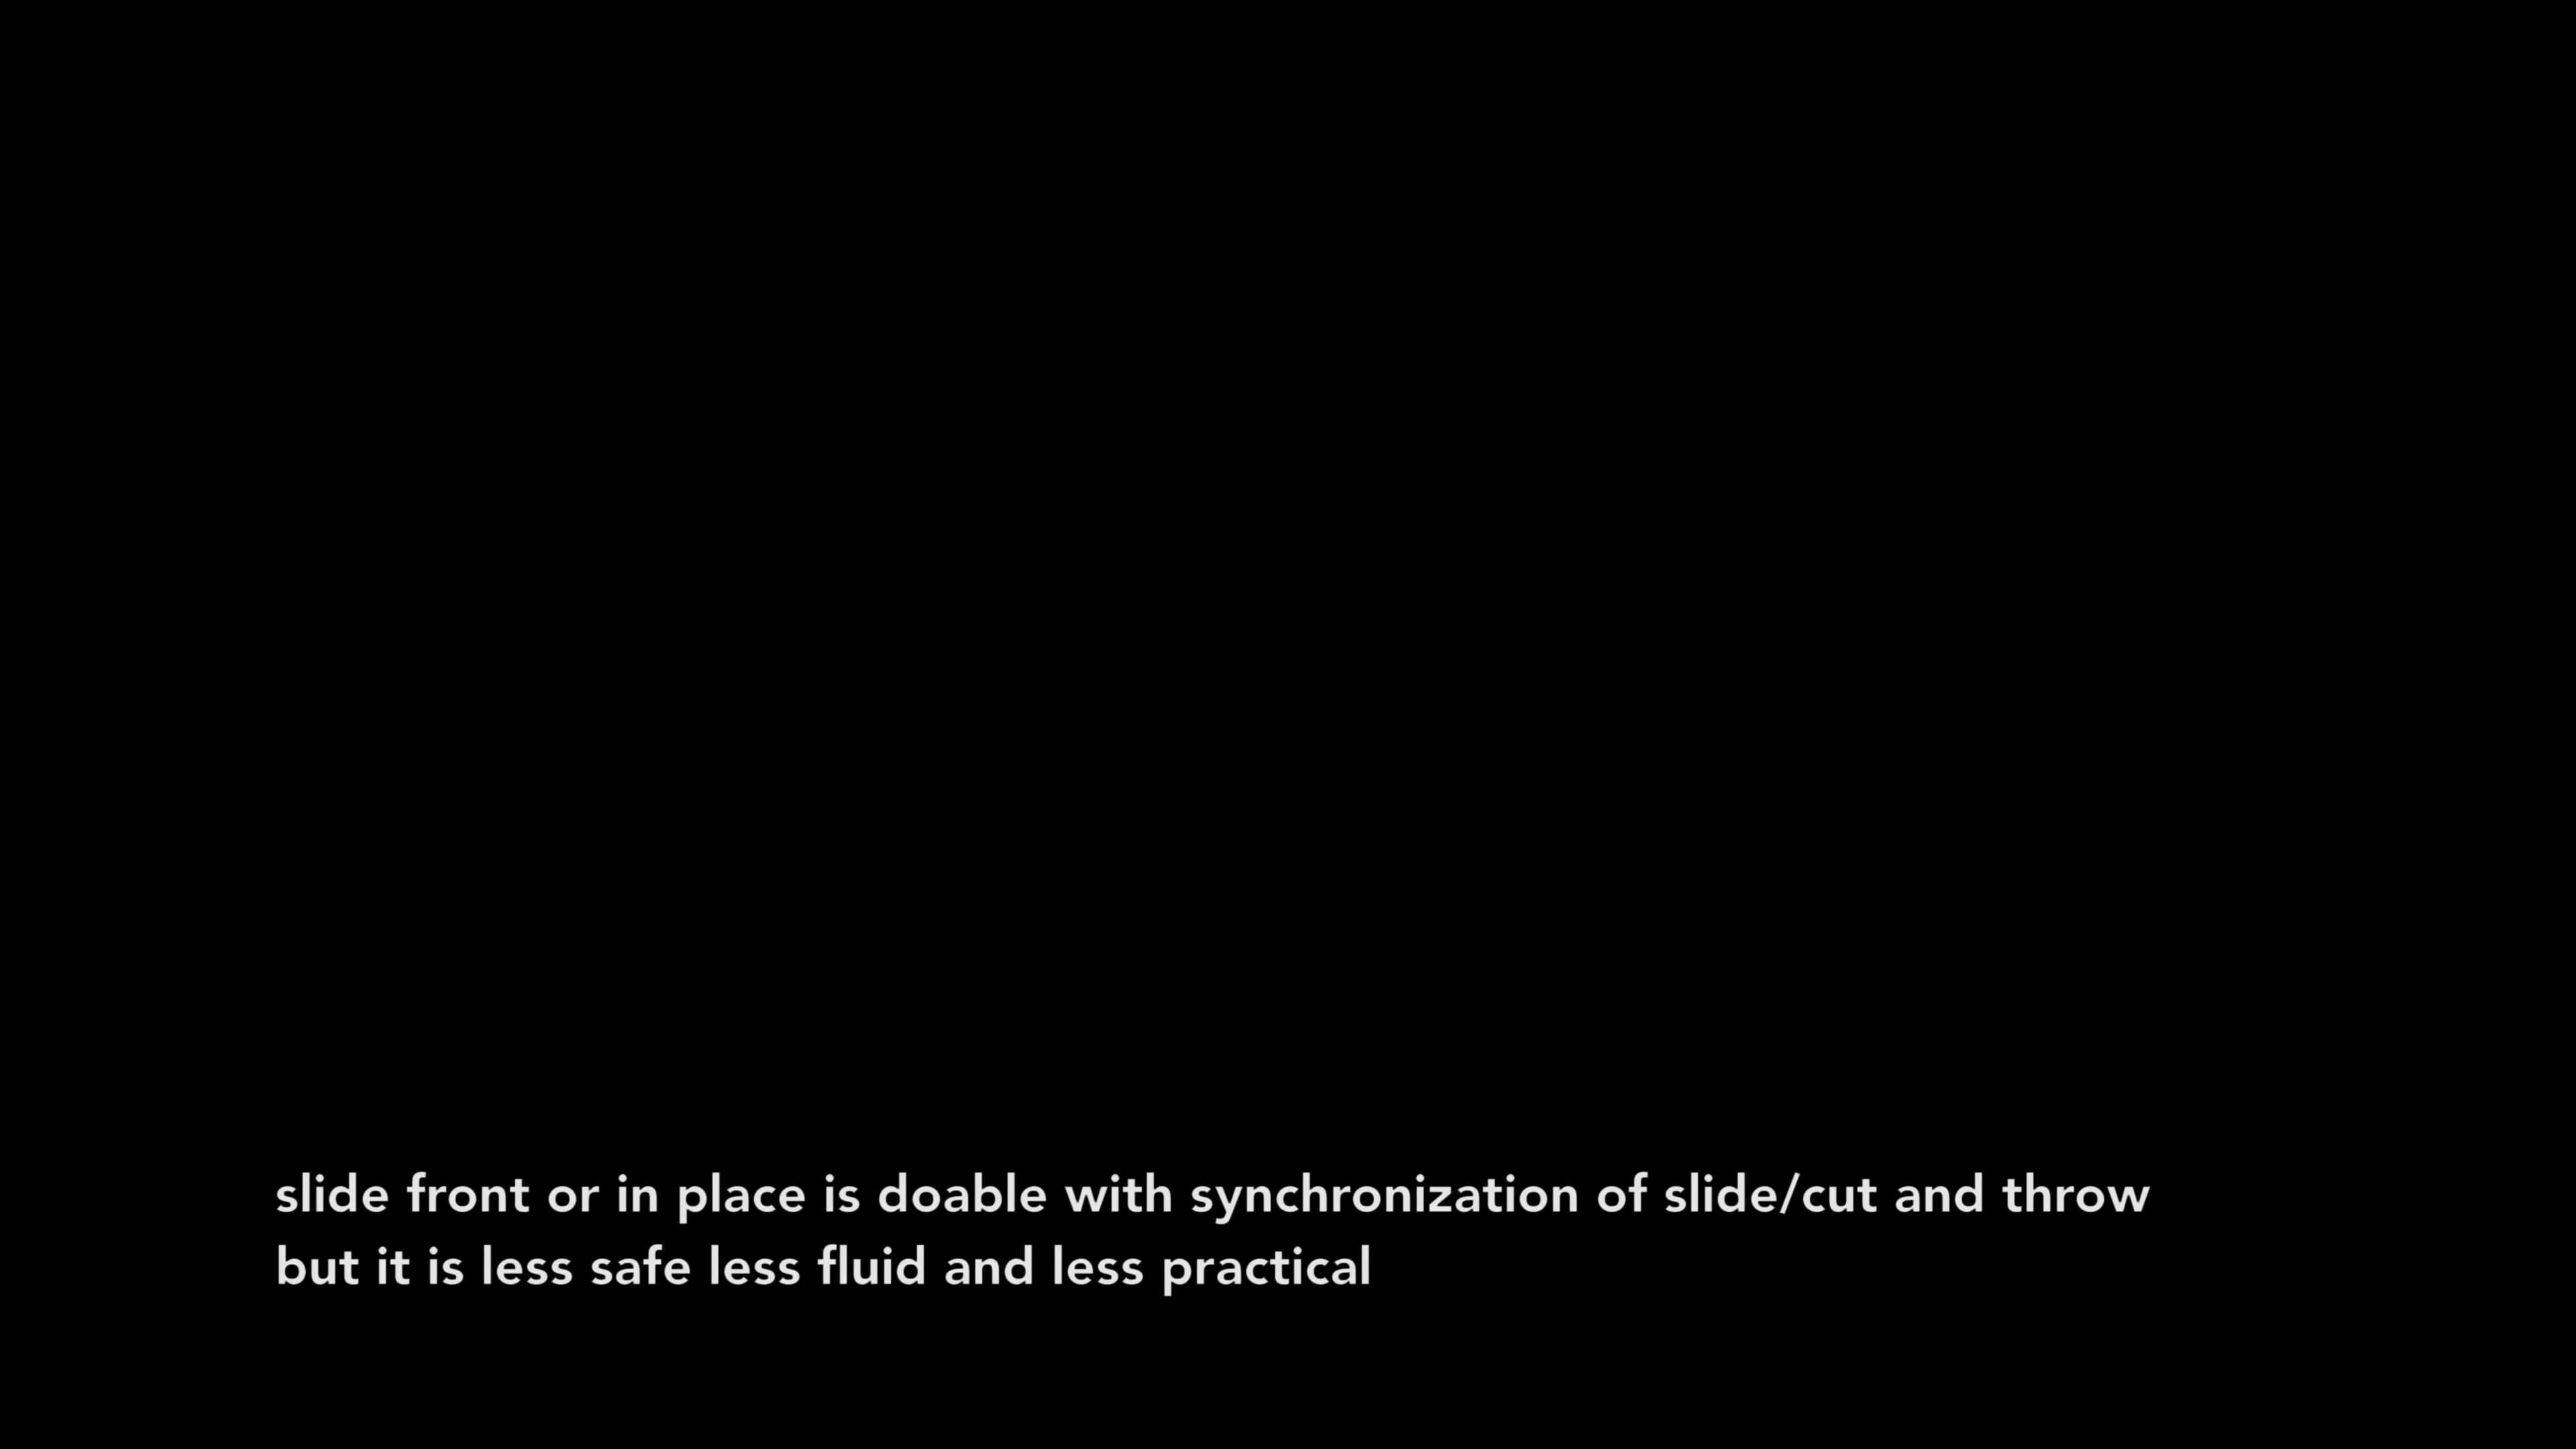 slide front or in place is doable with synchronization of slide/cut and throw
but it is less safe less fluid and less practical